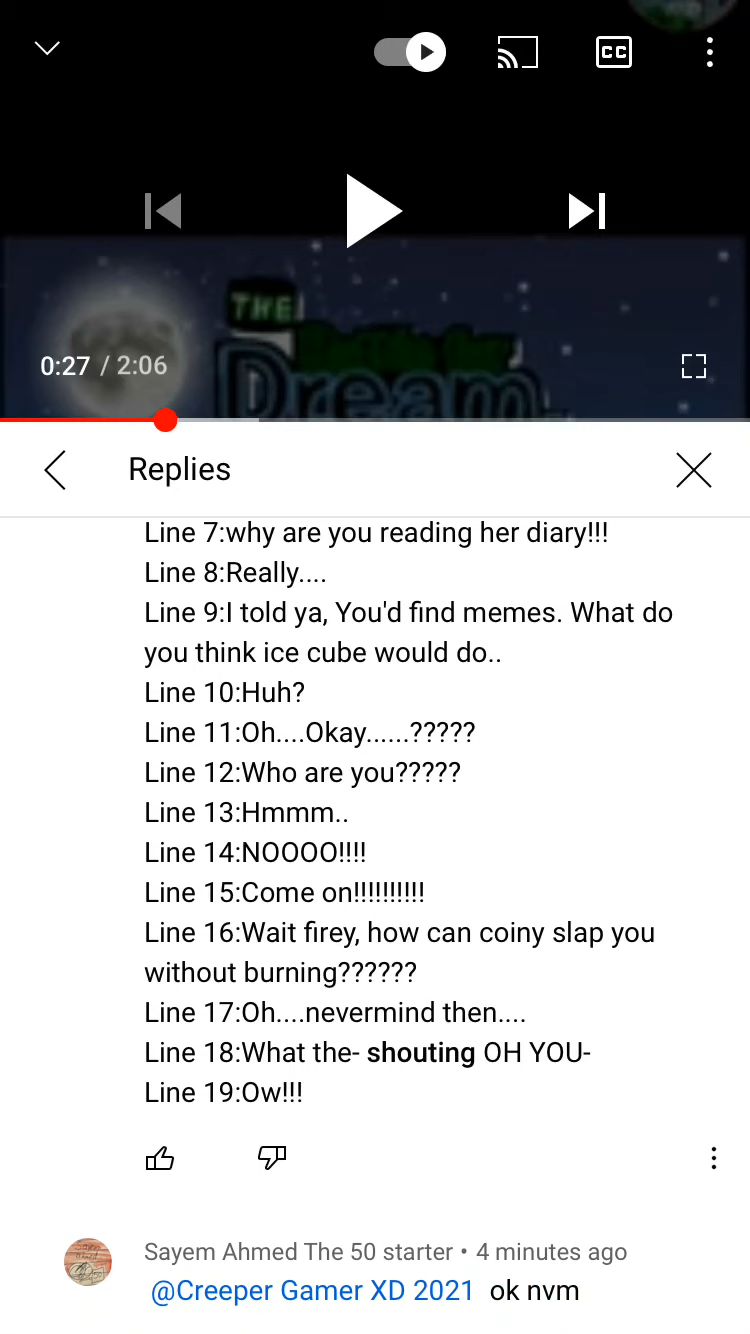 CC
THE
Dream
0:27 / 2:06
Replies
Line 7:why are you reading her diary!!!
Line 8:Really....
Line 9:I told ya, You'd find memes. What do
you think ice cube would do..
Line 10:Huh?
Line 11:Oh....Okay......?????
Line 12:Who are you?????
Line 13:Hmmm..
Line 14:NOOOO!!!!
Line 15:Come on!!!!!!!!!!
Line 16:Wait firey, how can coiny slap you
without burning??????
Line 17:Oh....nevermind then....
Line 18:What the- shouting OH YOU-
Line 19:Ow!!!
Sayem Ahmed The 50 starter • 4 minutes ago
@Creeper Gamer XD 2021 ok nvm